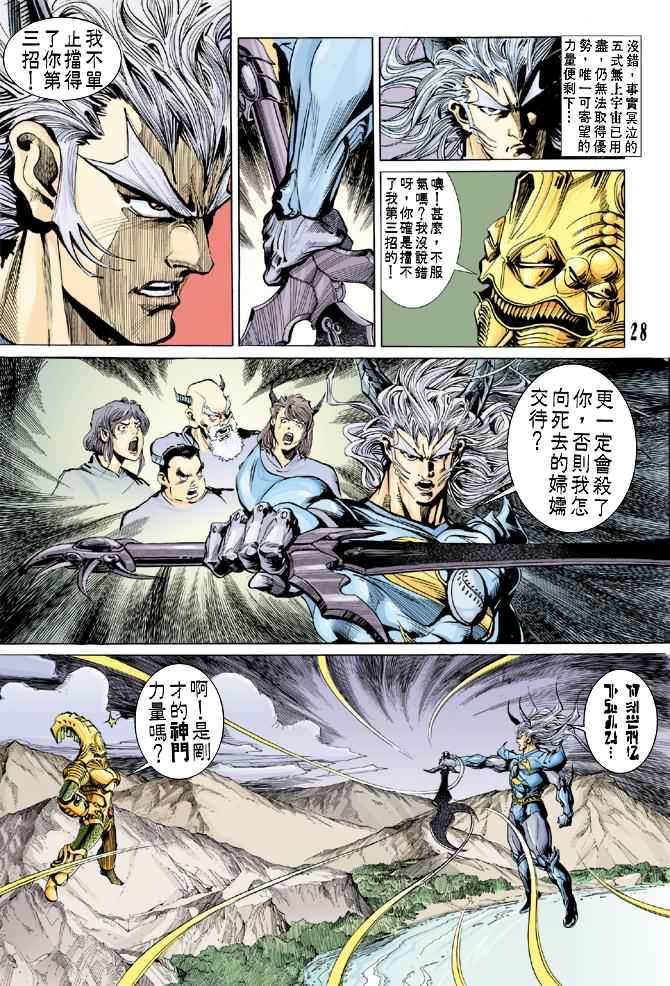 沒錯，事實冥泣的
五式無上宇宙已用
盡，仍無法取得優
勢，唯一可寄望的
力量便剩下…
我不單
止擋得
了你第
三招！
噢！甚麼，不服
氣嗎？我沒說錯
呀，你確是擋不
了我第三招的！
28
更一定會殺了
你，否則我怎
向死去的婦孺
交待？
啊！是剛
才的神門
力量嗎？